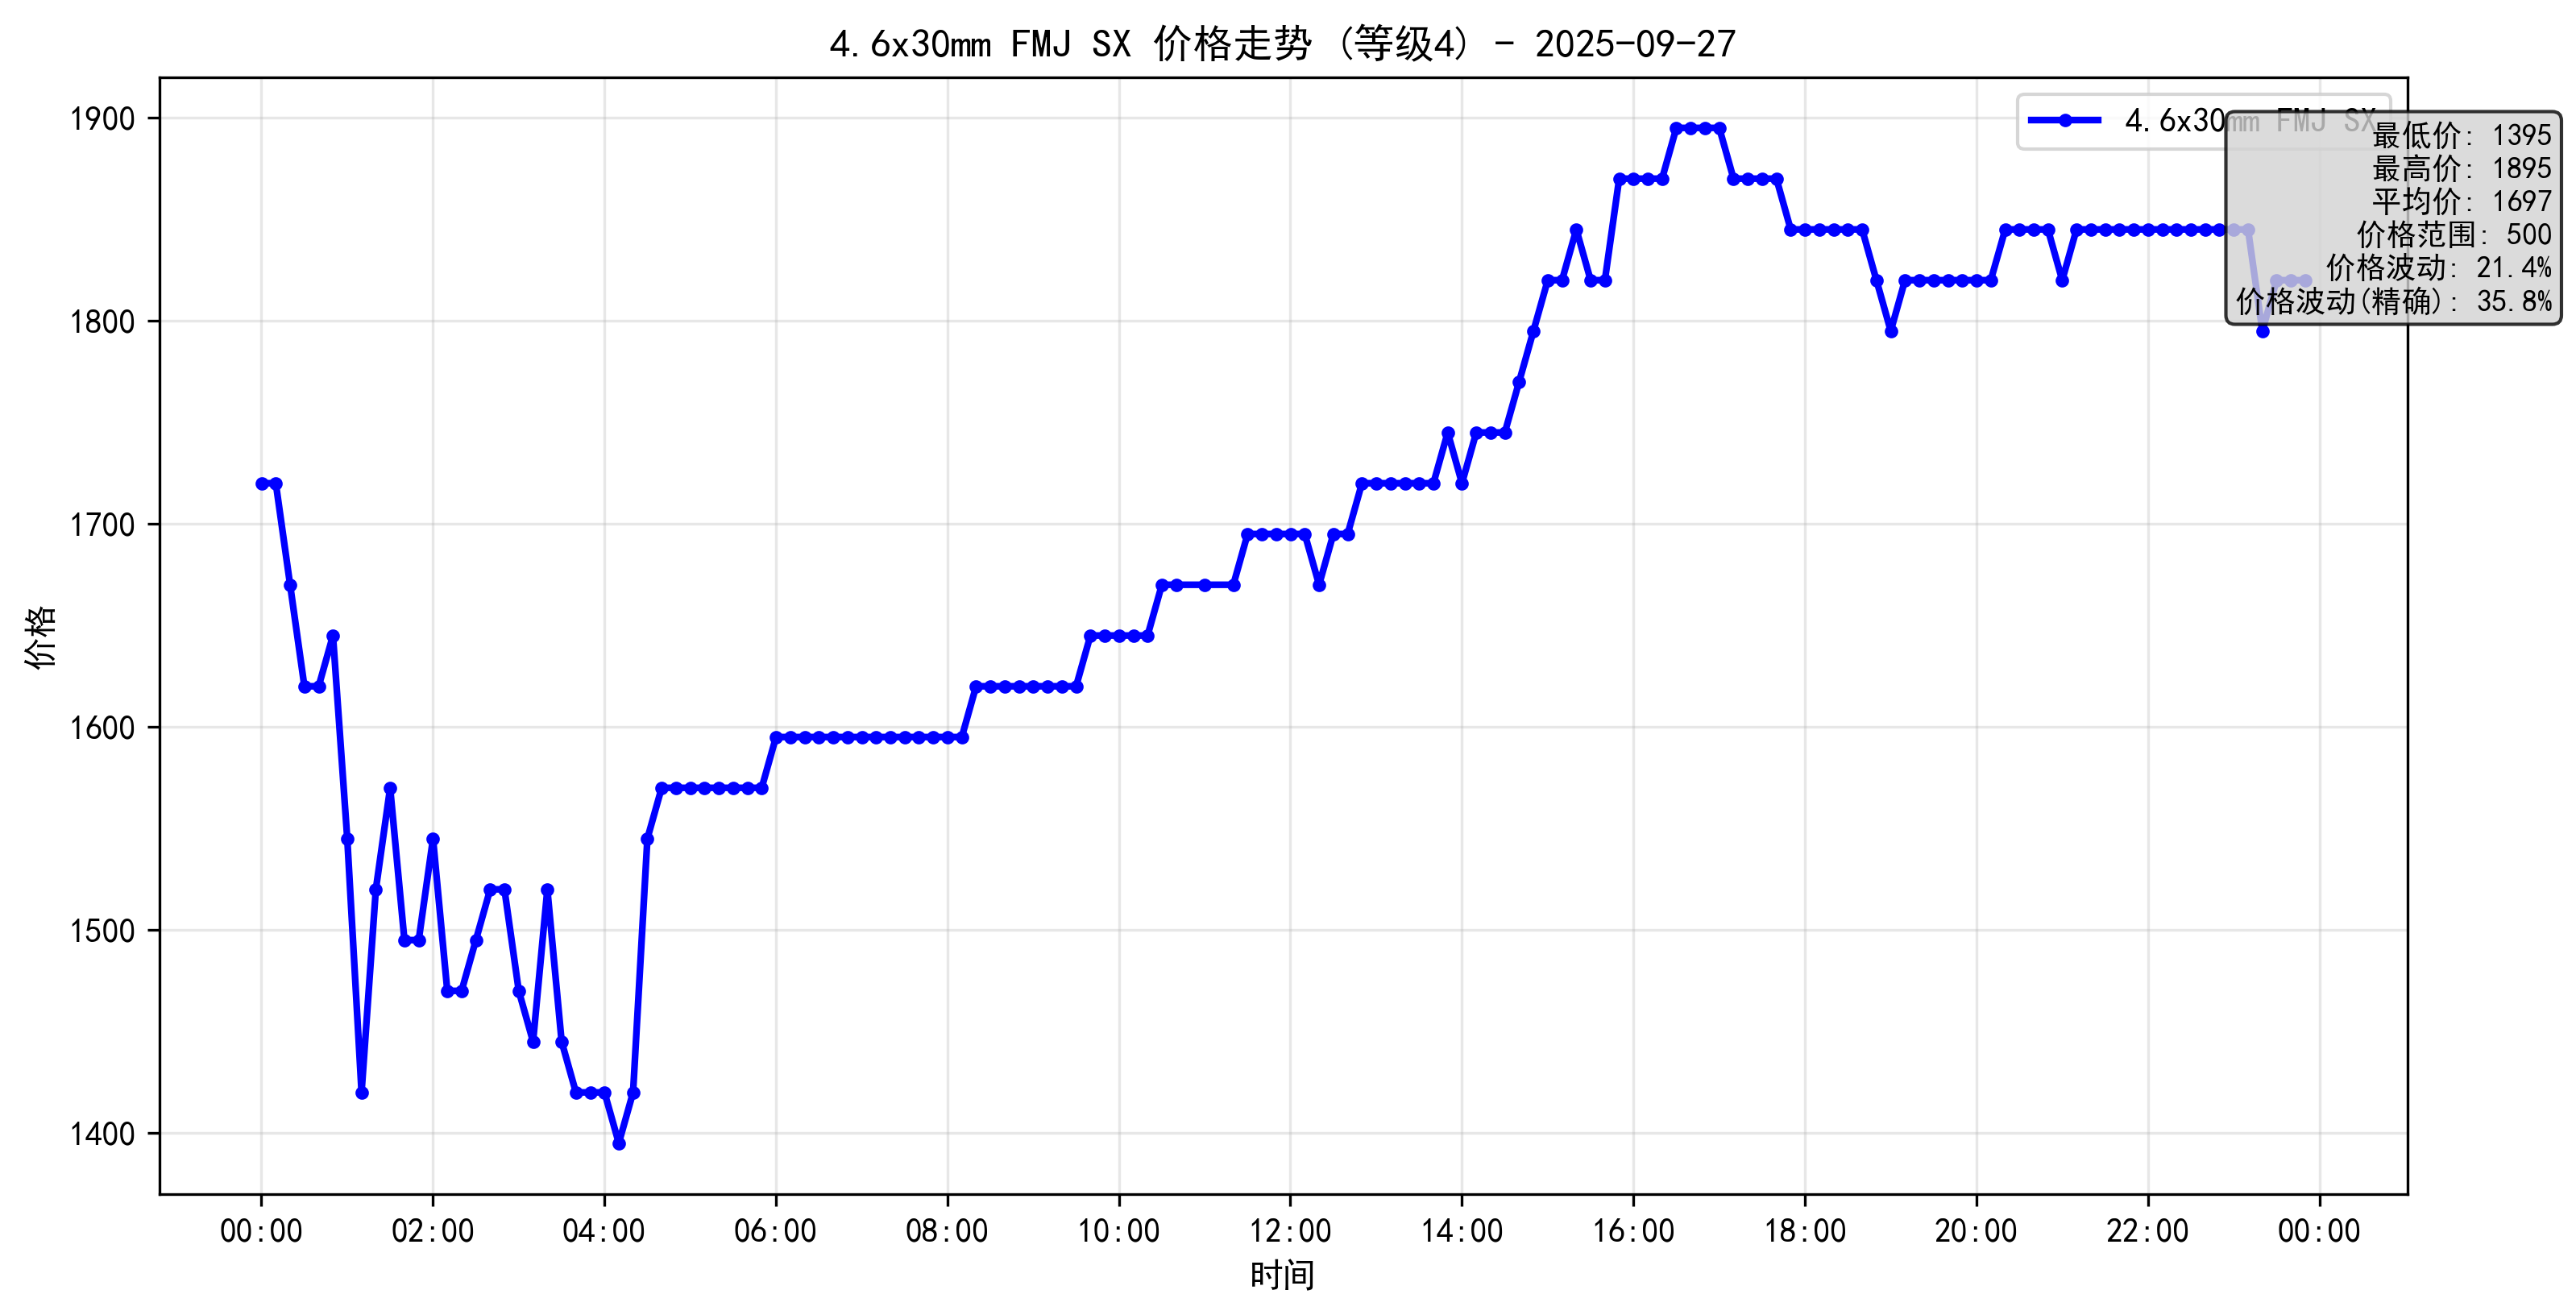 4.6x30mm FMJ SX 价格走势 (等级4) - 2025-09-27
1900
1800
1700
1600
1500
1400
价格
4.6x30mm FMJ SX
最低价: 1395
最高价: 1895
平均价: 1697
价格范围: 500
价格波动: 21.4%
价格波动(精确): 35.8%
00:00 02:00 04:00 06:00 08:00 10:00 12:00 14:00 16:00 18:00 20:00 22:00 00:00
时间